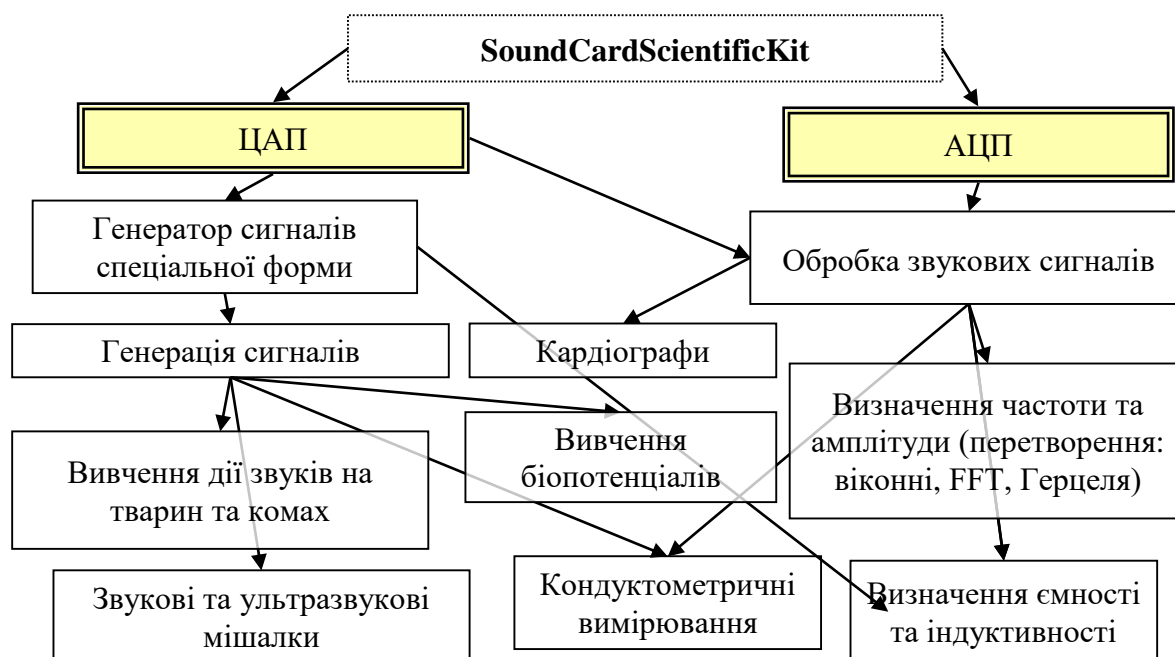 SoundCardScientificKit
ЦАП
АЦП
Генератор сигналів
спеціальної форми
Обробка звукових сигналів
Генерація сигналів
Кардіографи
Визначення частоти та
амплітуди (перетворення:
віконні, FFT, Герцеля)
Вивчення
біопотенціалів
Вивчення дії звуків на
тварин та комах
Звукові та ультразвукові
мішалки
Кондуктометричні
вимірювання
Визначення ємності
та індуктивності